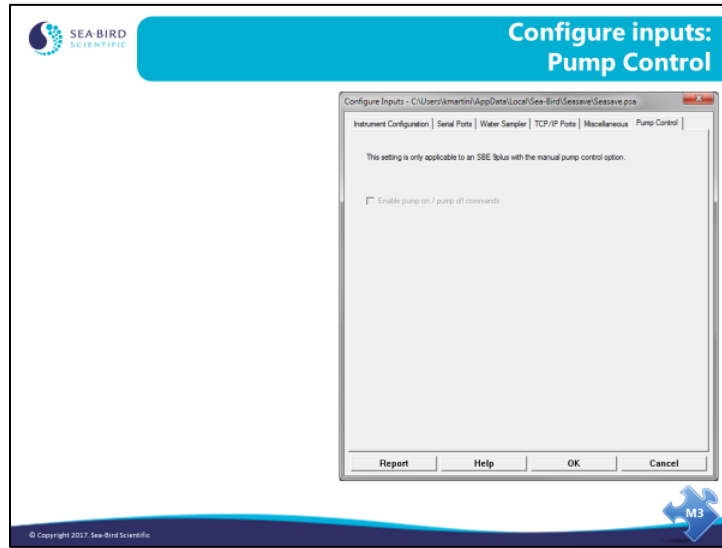 SEA-BIRD
SCIENTIFIC
Configure inputs:
Pump Control
Configure Inputs - C:\Users\kmartini\AppData\Local\Sea-Bird\Seasave\Seasave.psa
Instrument Configuration | Serial Ports | Water Sampler | TCP/IP Ports | Miscellaneous | Pump Control |
This setting is only applicable to an SBE 9plus with the manual pump control option.
Enable pump on / pump off commands
Report Help OK Cancel
M3
© Copyright 2017. Sea-Bird Scientific